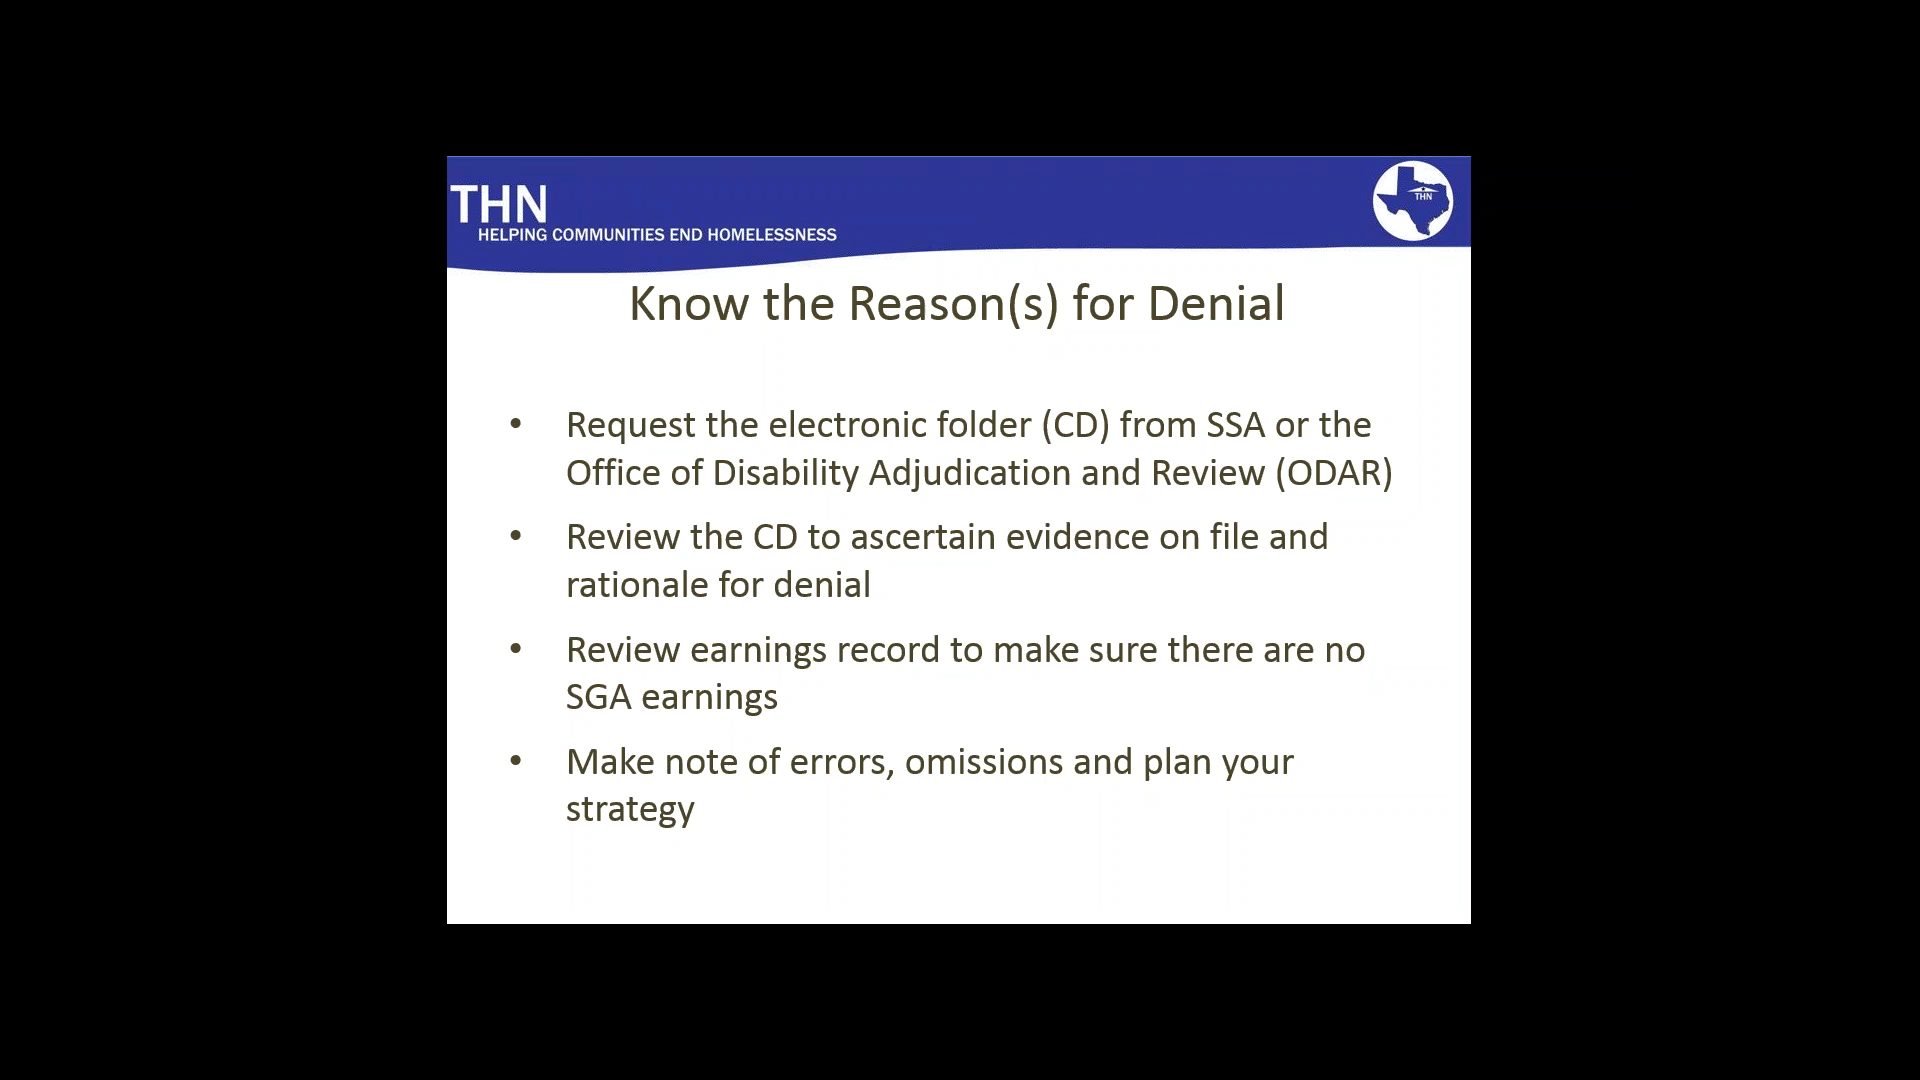 THN
HELPING COMMUNITIES END HOMELESSNESS
THN
Know the Reason(s) for Denial
• Request the electronic folder (CD) from SSA or the
Office of Disability Adjudication and Review (ODAR)
• Review the CD to ascertain evidence on file and
rationale for denial
• Review earnings record to make sure there are no
SGA earnings
• Make note of errors, omissions and plan your
strategy